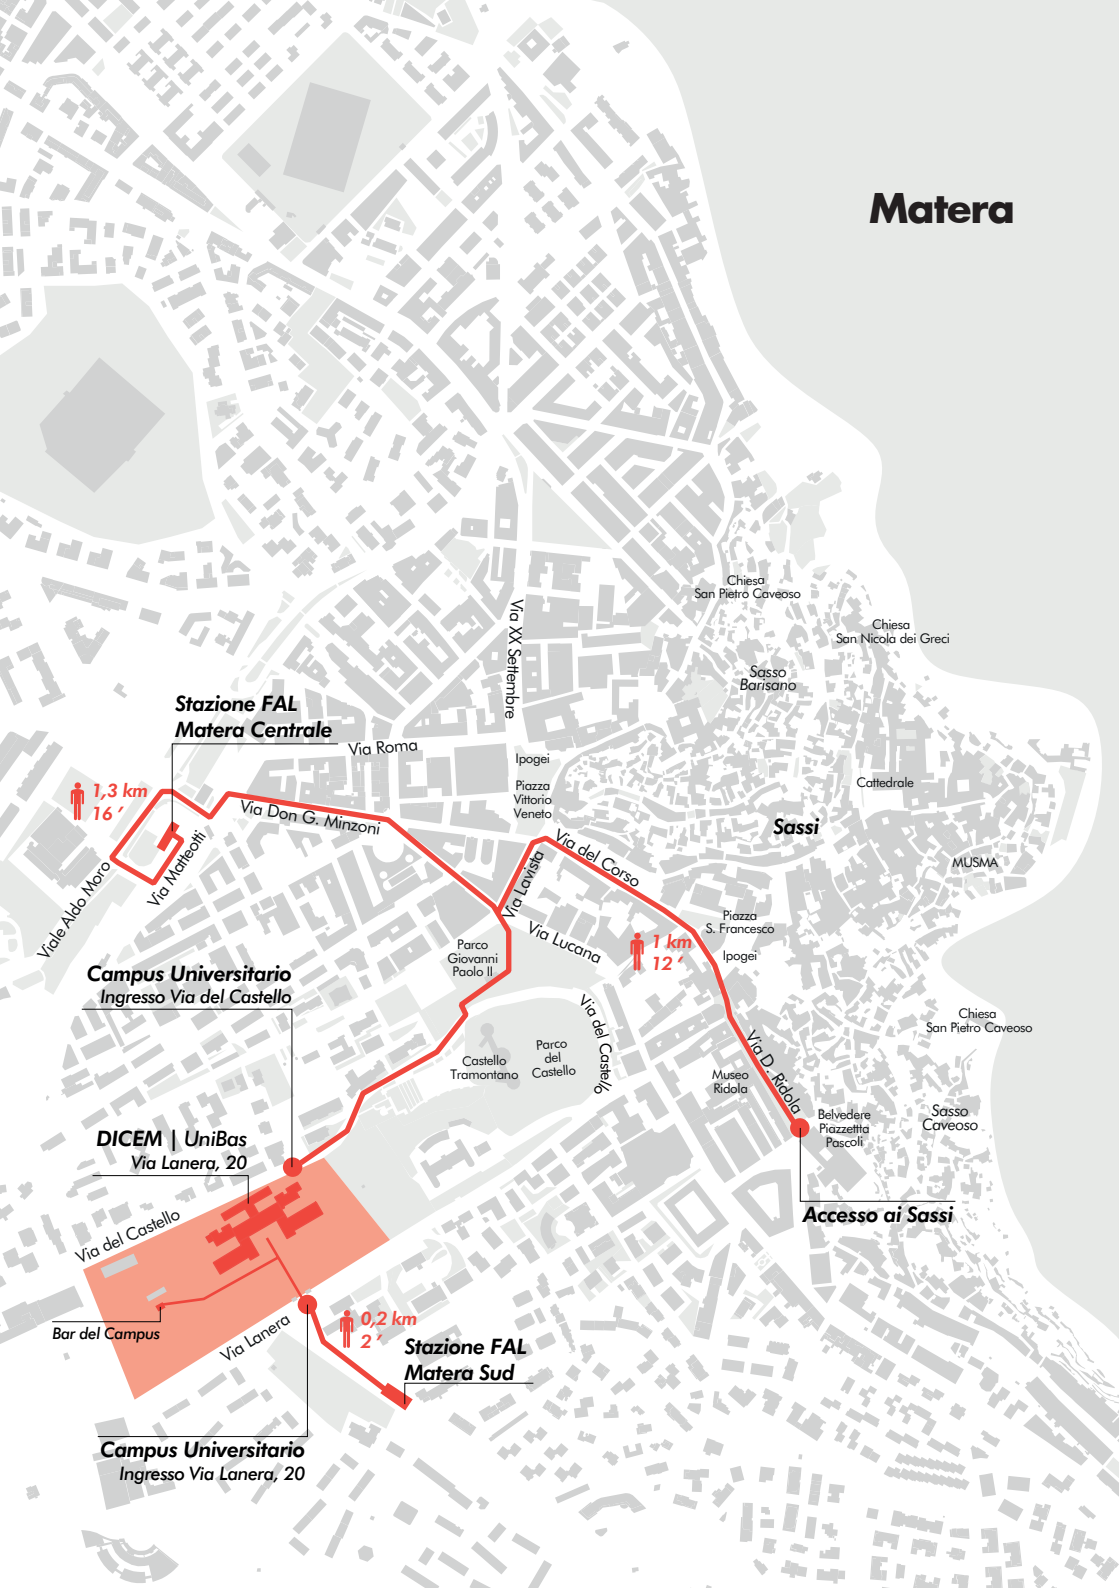 Matera
Chiesa
San Pietro Caveoso
Chiesa
San Nicola dei Greci
Via XX Settembre
Sasso
Barisano
Stazione FAL
Matera Centrale
Via Roma
Ipogei
Piazza
Vittorio
Veneto
Cattedrale
1,3 km
16 ′
Via Don G. Minzoni
Sassi
Via Matteotti
Viale Aldo Moro
Via del Corso
Via Lavista
MUSMA
Piazza
S. Francesco
Ipogei
Via Lucana
1 km
12 ′
Parco
Giovanni
Paolo II
Campus Universitario
Ingresso Via del Castello
Via del Castello
Chiesa
San Pietro Caveoso
Castello
Tramontano
Parco
del
Castello
Via D. Ridola
Museo
Ridola
Belvedere
Piazzettta
Pascoli
Sasso
Caveoso
DICEM | UniBas
Via Lanera, 20
Accesso ai Sassi
Via del Castello
Bar del Campus
Via Lanera
0,2 km
2 ′
Stazione FAL
Matera Sud
Campus Universitario
Ingresso Via Lanera, 20